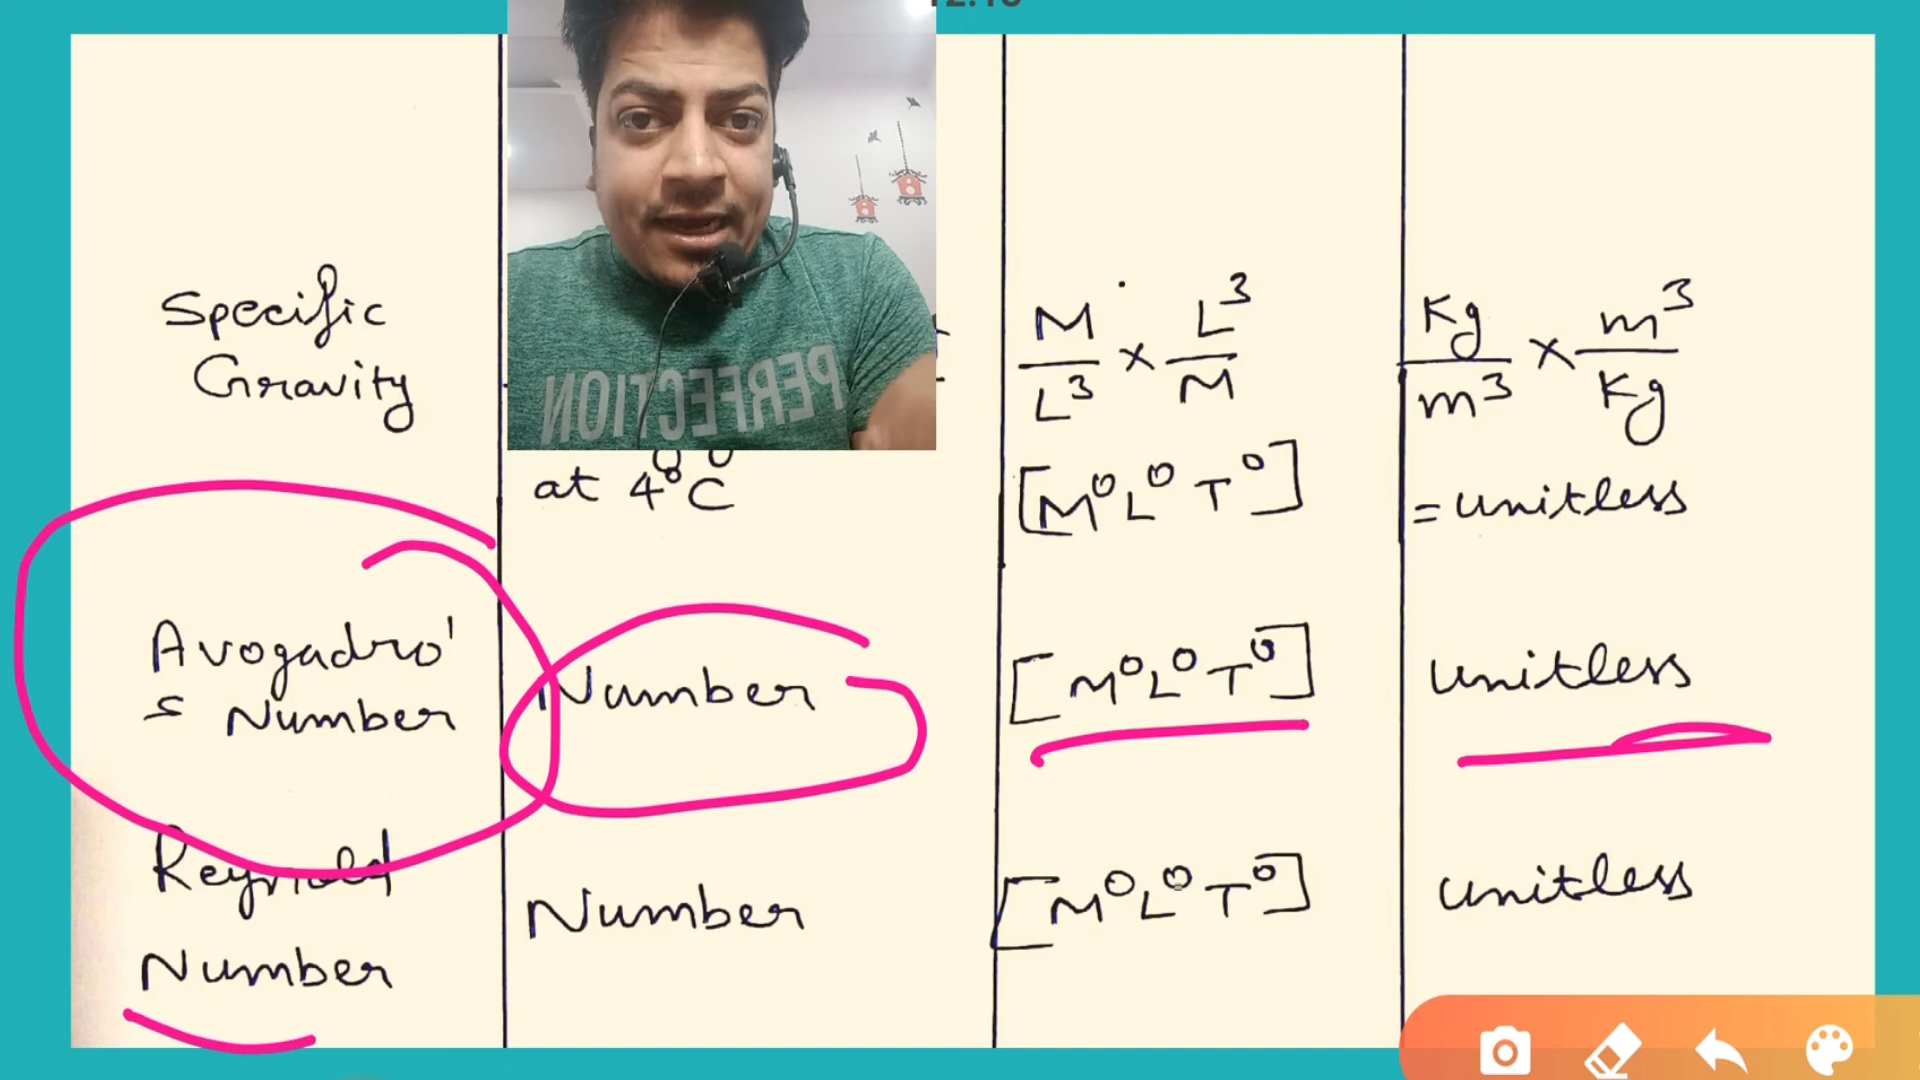 Specific
Gravity
at 4°C
M/L³ × L³/M
[M⁰L⁰T⁰]
Kg/m³ × m³/Kg
= unitless
Avogadro'
s Number
Number
[M⁰L⁰T⁰]
unitless
Reynold
Number
Number
[M⁰L⁰T⁰]
unitless
PERFECTION